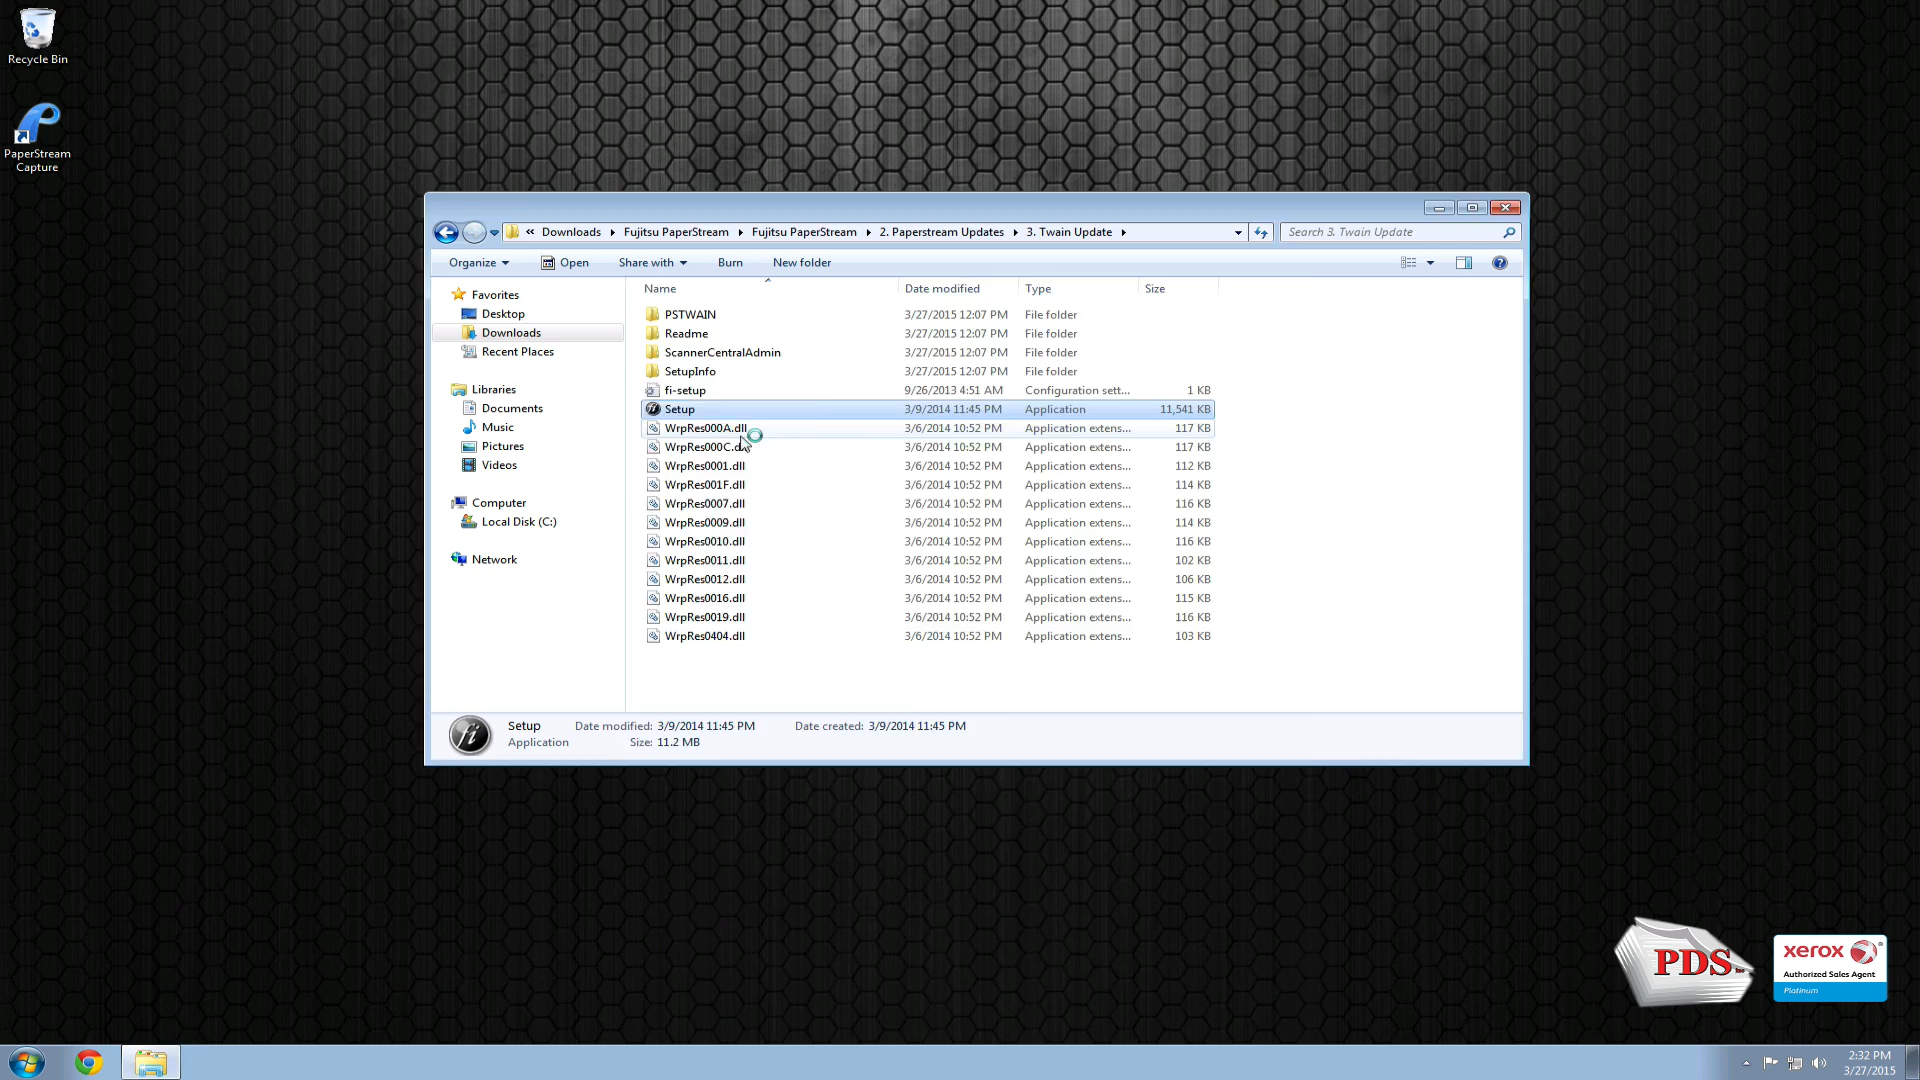 Recycle Bin
PaperStream
Capture
« Downloads Fujitsu PaperStream Fujitsu PaperStream 2. Paperstream Updates 3. Twain Update
Search 3. Twain Update
Organize Open Share with Burn New folder
Favorites
Desktop
Downloads
Recent Places
Libraries
Documents
Music
Pictures
Videos
Computer
Local Disk (C:)
Network
Name Date modified Type Size
PSTWAIN 3/27/2015 12:07 PM File folder
Readme 3/27/2015 12:07 PM File folder
ScannerCentralAdmin 3/27/2015 12:07 PM File folder
SetupInfo 3/27/2015 12:07 PM File folder
fi-setup 9/26/2013 4:51 AM Configuration sett... 1 KB
fi Setup 3/9/2014 11:45 PM Application 11,541 KB
WrpRes000A.dll 3/6/2014 10:52 PM Application extens... 117 KB
WrpRes000C.dll 3/6/2014 10:52 PM Application extens... 117 KB
WrpRes0001.dll 3/6/2014 10:52 PM Application extens... 112 KB
WrpRes001F.dll 3/6/2014 10:52 PM Application extens... 114 KB
WrpRes0007.dll 3/6/2014 10:52 PM Application extens... 116 KB
WrpRes0009.dll 3/6/2014 10:52 PM Application extens... 114 KB
WrpRes0010.dll 3/6/2014 10:52 PM Application extens... 116 KB
WrpRes0011.dll 3/6/2014 10:52 PM Application extens... 102 KB
WrpRes0012.dll 3/6/2014 10:52 PM Application extens... 106 KB
WrpRes0016.dll 3/6/2014 10:52 PM Application extens... 115 KB
WrpRes0019.dll 3/6/2014 10:52 PM Application extens... 116 KB
WrpRes0404.dll 3/6/2014 10:52 PM Application extens... 103 KB
fi
Setup Date modified: 3/9/2014 11:45 PM Date created: 3/9/2014 11:45 PM
Application Size: 11.2 MB
PDS Inc
xerox
Authorized Sales Agent
Platinum
2:32 PM
3/27/2015